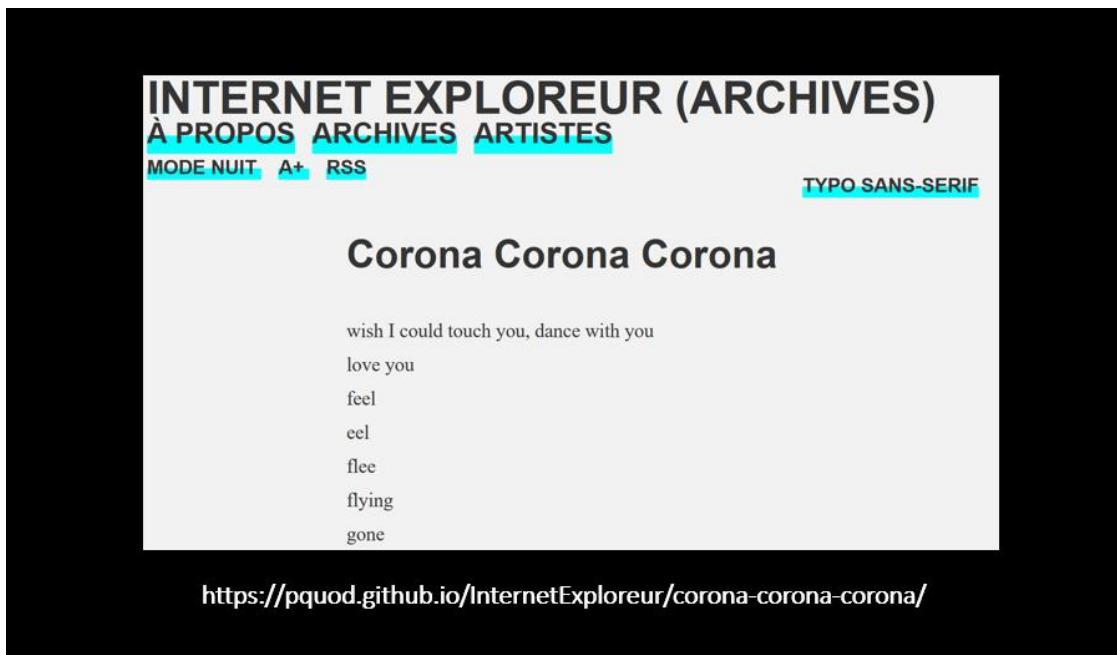 INTERNET EXPLOREUR (ARCHIVES)
À PROPOS ARCHIVES ARTISTES
MODE NUIT A+ RSS
TYPO SANS-SERIF
Corona Corona Corona
wish I could touch you, dance with you
love you
feel
eel
flee
flying
gone
https://pquod.github.io/InternetExploreur/corona-corona-corona/